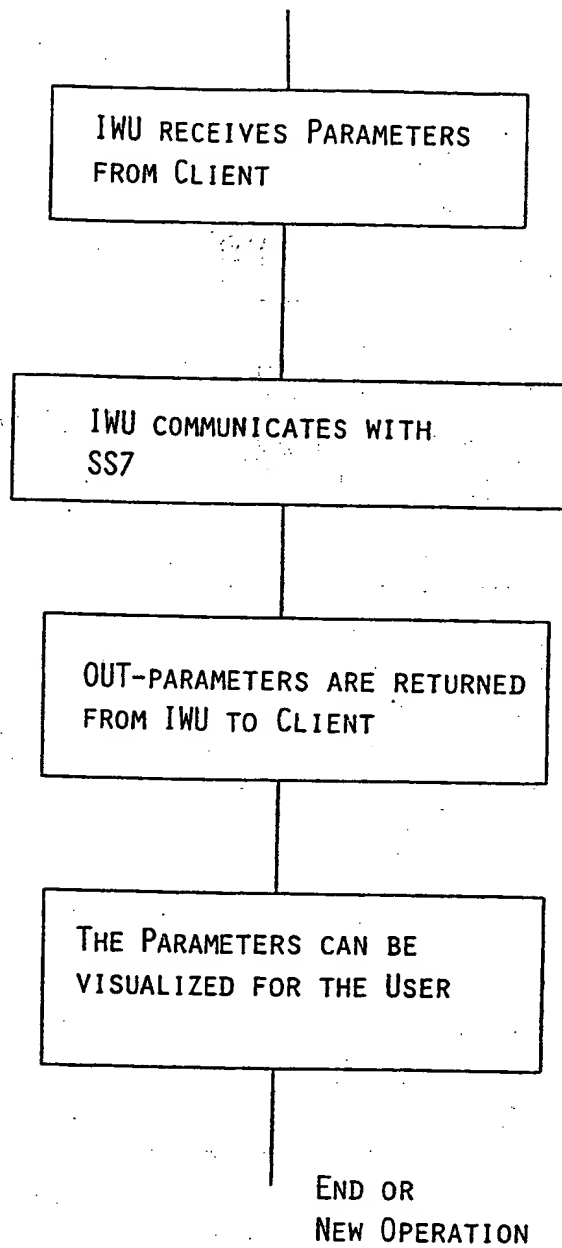 IWU RECEIVES PARAMETERS
FROM CLIENT
IWU COMMUNICATES WITH
SS7
OUT-PARAMETERS ARE RETURNED
FROM IWU TO CLIENT
THE PARAMETERS CAN BE
VISUALIZED FOR THE USER
END OR
NEW OPERATION